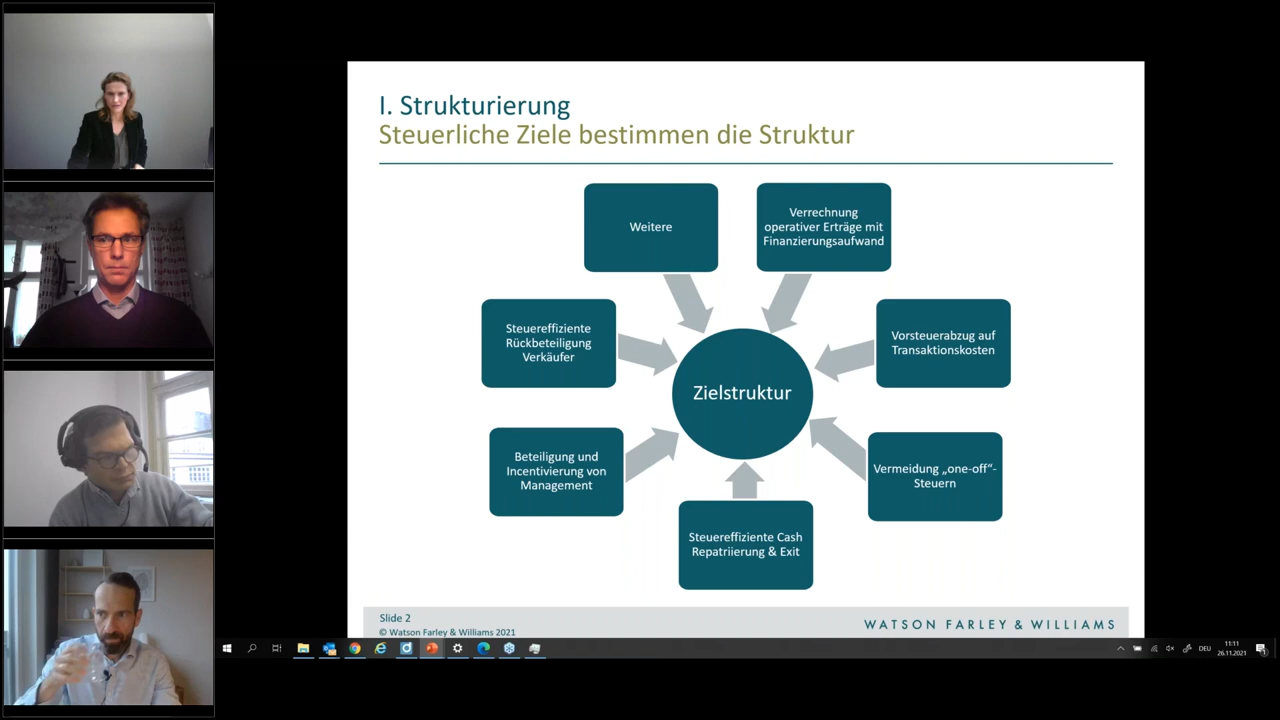 I. Strukturierung
Steuerliche Ziele bestimmen die Struktur
Weitere
Verrechnung
operativer Erträge mit
Finanzierungsaufwand
Steuereffiziente
Rückbeteiligung
Verkäufer
Vorsteuerabzug auf
Transaktionskosten
Zielstruktur
Beteiligung und
Incentivierung von
Management
Vermeidung „one-off“-
Steuern
Steuereffiziente Cash
Repatriierung & Exit
Slide 2
© Watson Farley & Williams 2021
WATSON FARLEY & WILLIAMS
DEU
11:11
26.11.2021